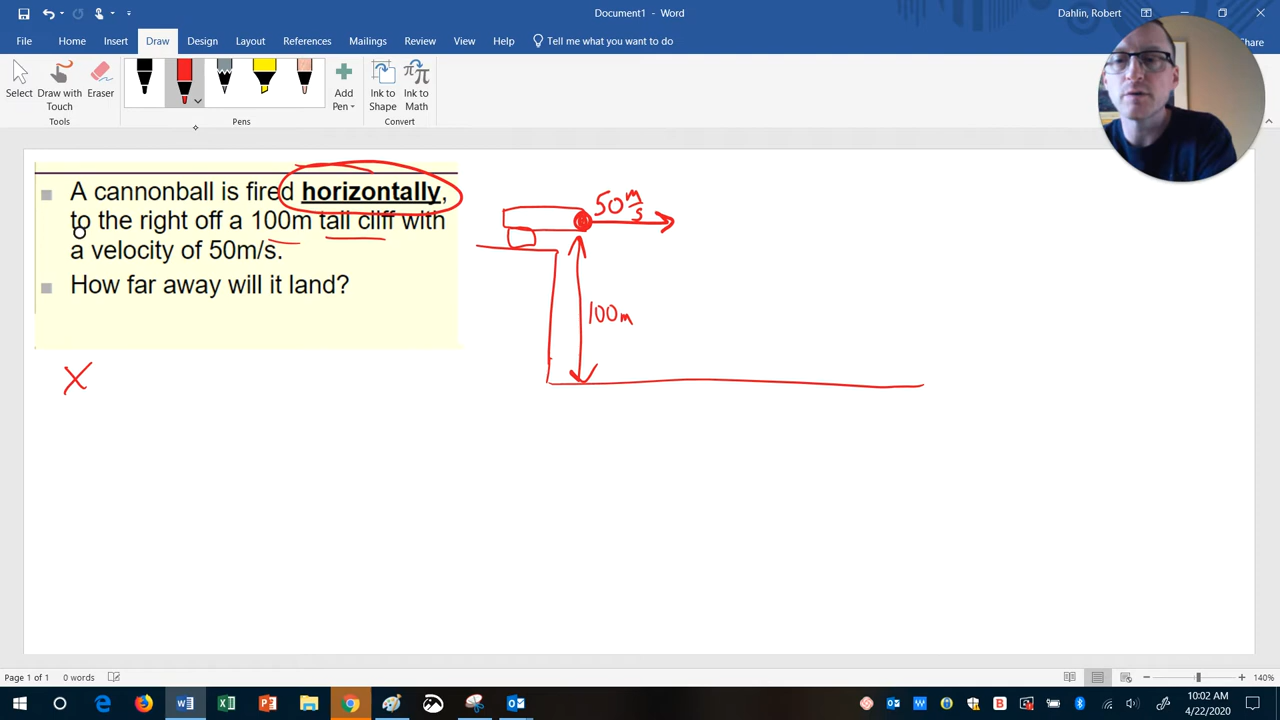 Document1 - Word
Dahlin, Robert
File Home Insert Draw Design Layout References Mailings Review View Help Tell me what you want to do Share
Select
Draw with Touch
Eraser
Add Pen
Ink to Shape
Ink to Math
Tools
Pens
Convert
A cannonball is fired horizontally,
to the right off a 100m tall cliff with
a velocity of 50m/s.
How far away will it land?
50 m/s
100m
X
Page 1 of 1 0 words
140%
10:02 AM
4/22/2020